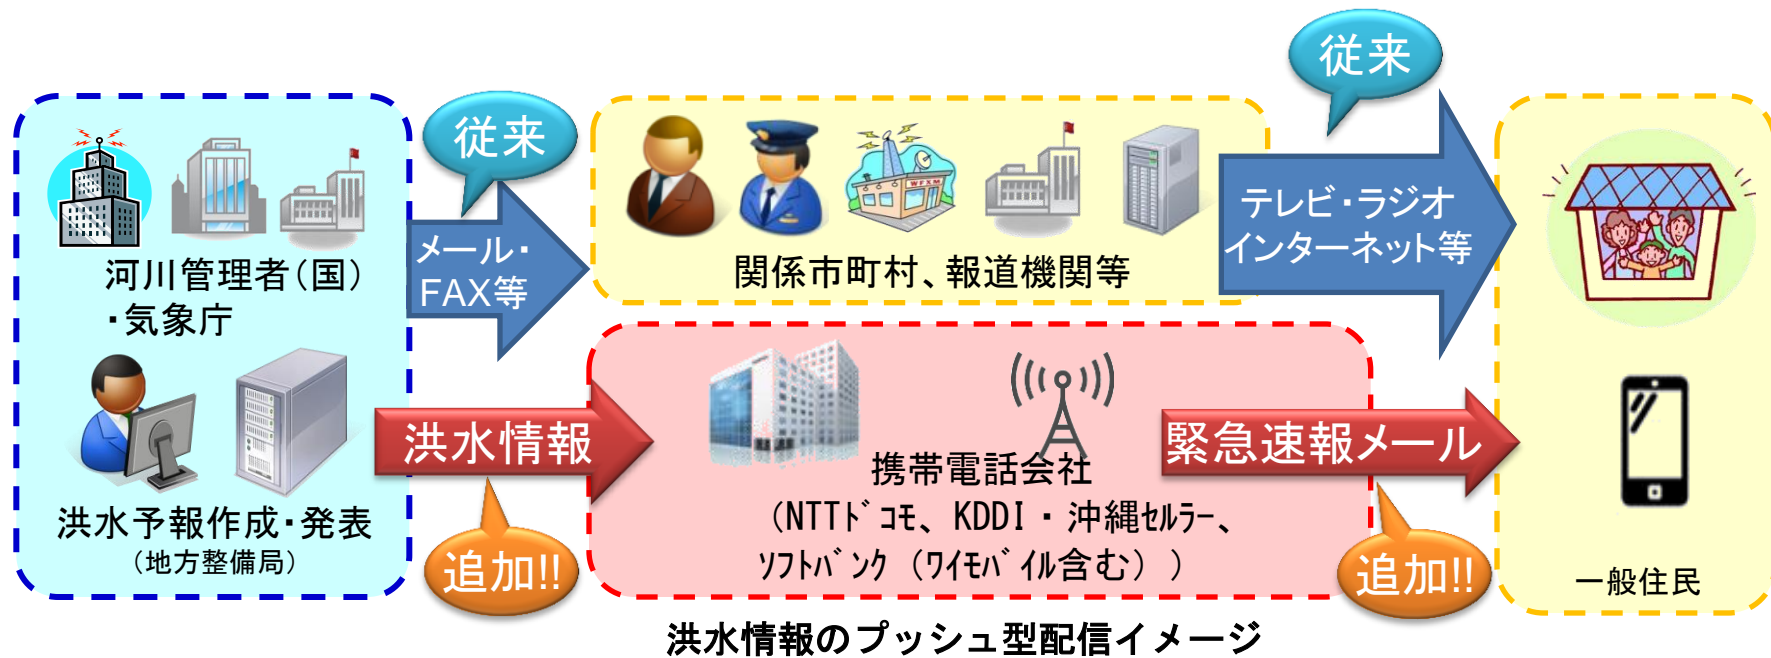 従来
従来
河川管理者(国)
・気象庁
メール・
FAX等
WFXM
関係市町村、報道機関等
テレビ・ラジオ
インターネット等
洪水予報作成・発表
(地方整備局)
洪水情報
追加!!
携帯電話会社
(NTTﾄﾞｺﾓ、KDDI・沖縄ｾﾙﾗｰ、
ｿﾌﾄﾊﾞﾝｸ(ﾜｲﾓﾊﾞｲﾙ含む))
緊急速報メール
追加!!
一般住民
洪水情報のプッシュ型配信イメージ